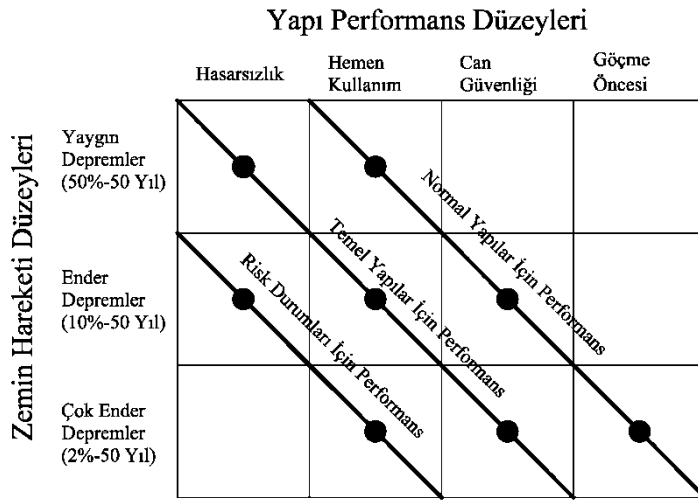 Yapı Performans Düzeyleri
Hasarsızlık
Hemen
Kullanım
Can
Güvenliği
Göçme
Öncesi
Zemin Hareketi Düzeyleri
Yaygın
Depremler
(50%-50 Yıl)
Ender
Depremler
(10%-50 Yıl)
Çok Ender
Depremler
(2%-50 Yıl)
Normal Yapılar İçin Performans
Temel Yapılar İçin Performans
Risk Durumları İçin Performans